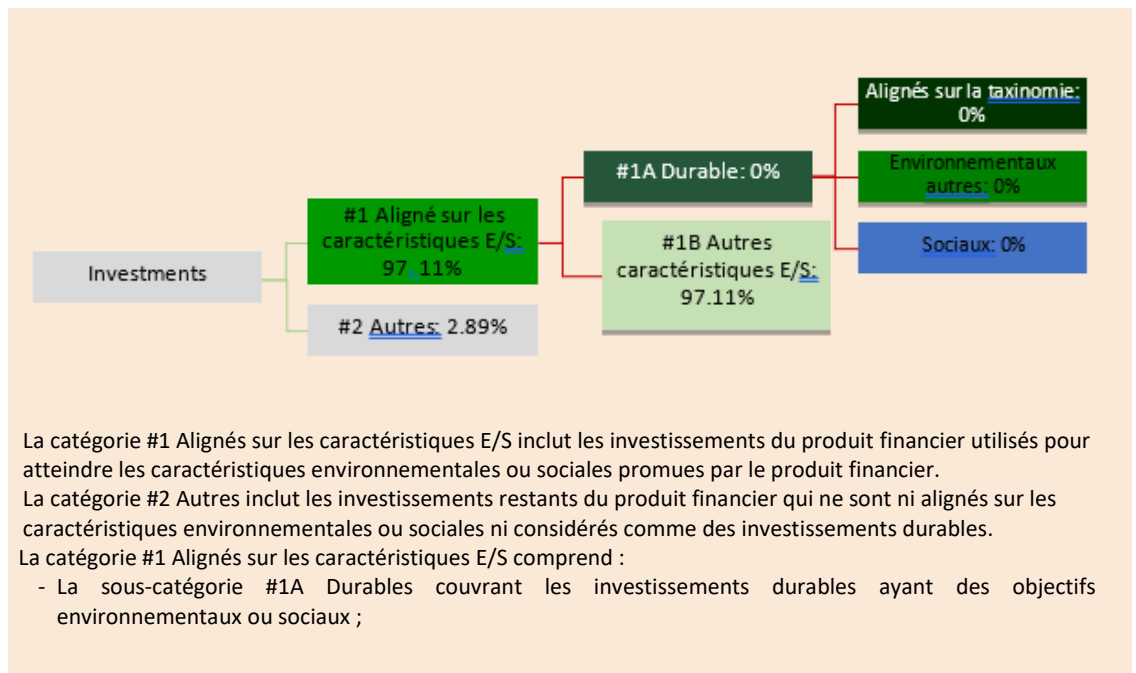 Alignés sur la taxinomie:
0%
#1A Durable: 0%
Environnementaux
autres: 0%
#1 Aligné sur les
caractéristiques E/S:
97,.11%
#1B Autres
caractéristiques E/S:
97.11%
Sociaux: 0%
Investments
#2 Autres: 2.89%
La catégorie #1 Alignés sur les caractéristiques E/S inclut les investissements du produit financier utilisés pour
atteindre les caractéristiques environnementales ou sociales promues par le produit financier.
La catégorie #2 Autres inclut les investissements restants du produit financier qui ne sont ni alignés sur les
caractéristiques environnementales ou sociales ni considérés comme des investissements durables.
La catégorie #1 Alignés sur les caractéristiques E/S comprend :
- La sous-catégorie #1A Durables couvrant les investissements durables ayant des objectifs
environnementaux ou sociaux ;